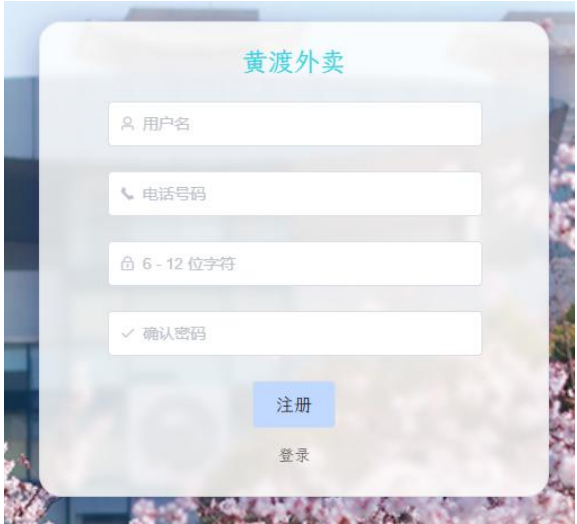 黄渡外卖
用户名
电话号码
6 - 12 位字符
确认密码
注册
登录